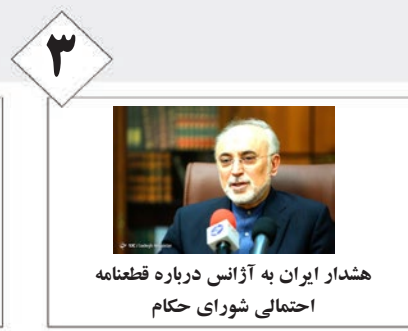 ۳
هشدار ایران به آژانس درباره قطعنامه
احتمالی شورای حکام